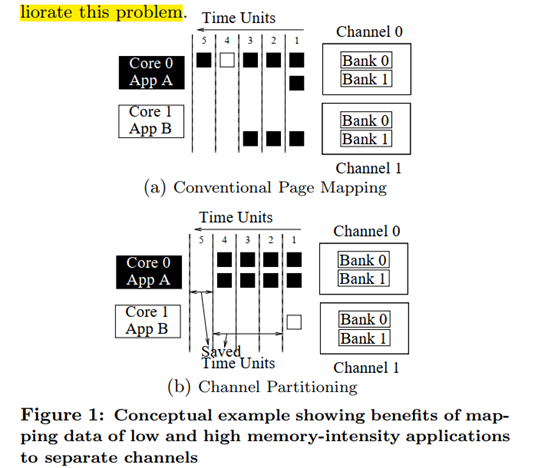 liorate this problem.
Time Units
5 4 3 2 1
Channel 0
Core 0
App A
Bank 0
Bank 1
Core 1
App B
Bank 0
Bank 1
Channel 1
(a) Conventional Page Mapping
Time Units
5 4 3 2 1
Channel 0
Core 0
App A
Bank 0
Bank 1
Core 1
App B
Bank 0
Bank 1
Saved
Time Units
Channel 1
(b) Channel Partitioning
Figure 1: Conceptual example showing benefits of map-
ping data of low and high memory-intensity applications
to separate channels